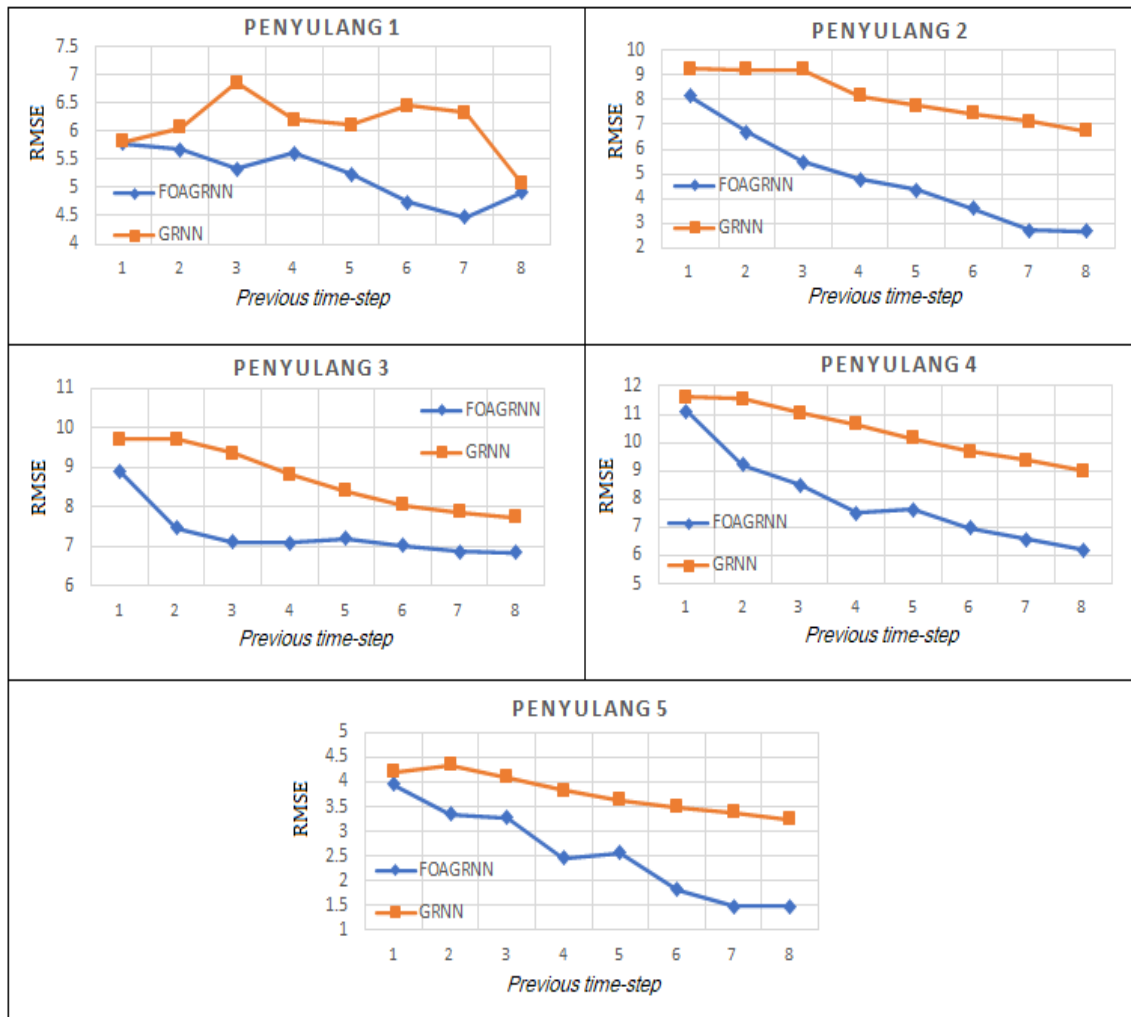 PENYULANG 1
RMSE
7.5
7
6.5
6
5.5
5
4.5
4
FOAGRNN
GRNN
1 2 3 4 5 6 7 8
Previous time-step
PENYULANG 2
RMSE
10
9
8
7
6
5
4
3
2
FOAGRNN
GRNN
1 2 3 4 5 6 7 8
Previous time-step
PENYULANG 3
RMSE
11
10
9
8
7
6
FOAGRNN
GRNN
1 2 3 4 5 6 7 8
Previous time-step
PENYULANG 4
RMSE
12
11
10
9
8
7
6
5
FOAGRNN
GRNN
1 2 3 4 5 6 7 8
Previous time-step
PENYULANG 5
RMSE
5
4.5
4
3.5
3
2.5
2
1.5
1
FOAGRNN
GRNN
1 2 3 4 5 6 7 8
Previous time-step